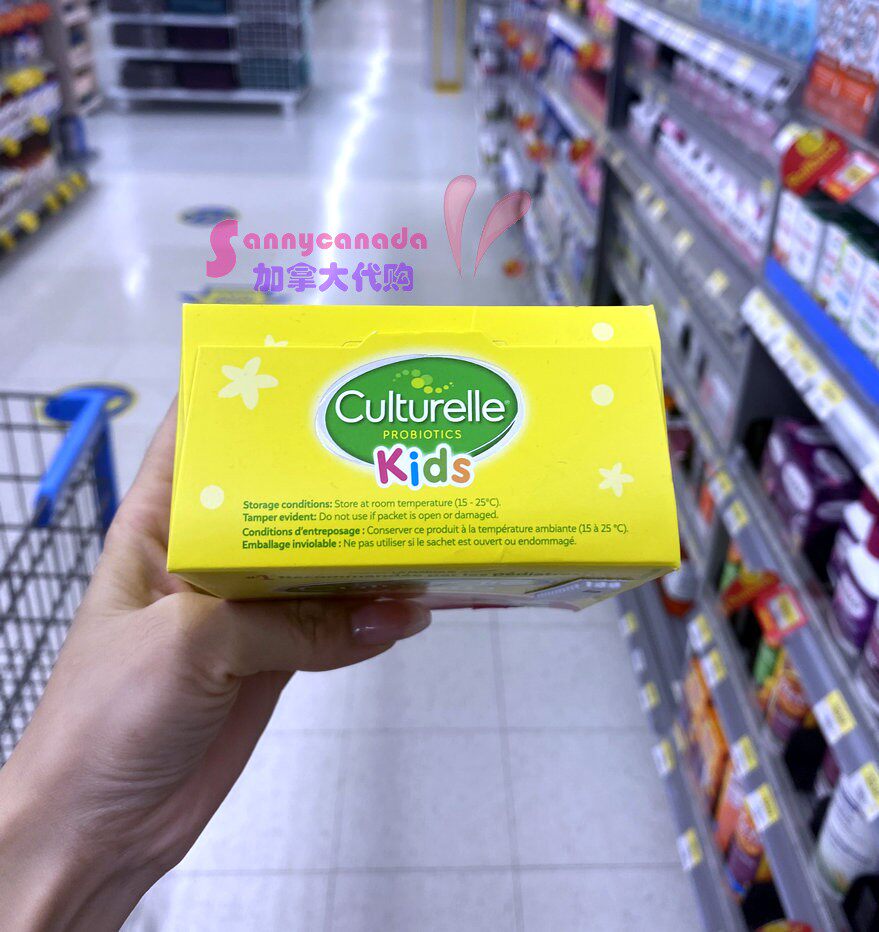 Sannycanada
加拿大代购
Culturelle
PROBIOTICS
Kids
Storage conditions: Store at room temperature (15 - 25°C).
Tamper evident: Do not use if packet is open or damaged.
Conditions d'entreposage : Conserver ce produit à la température ambiante (15 à 25 °C).
Emballage inviolable : Ne pas utiliser si le sachet est ouvert ou endommagé.